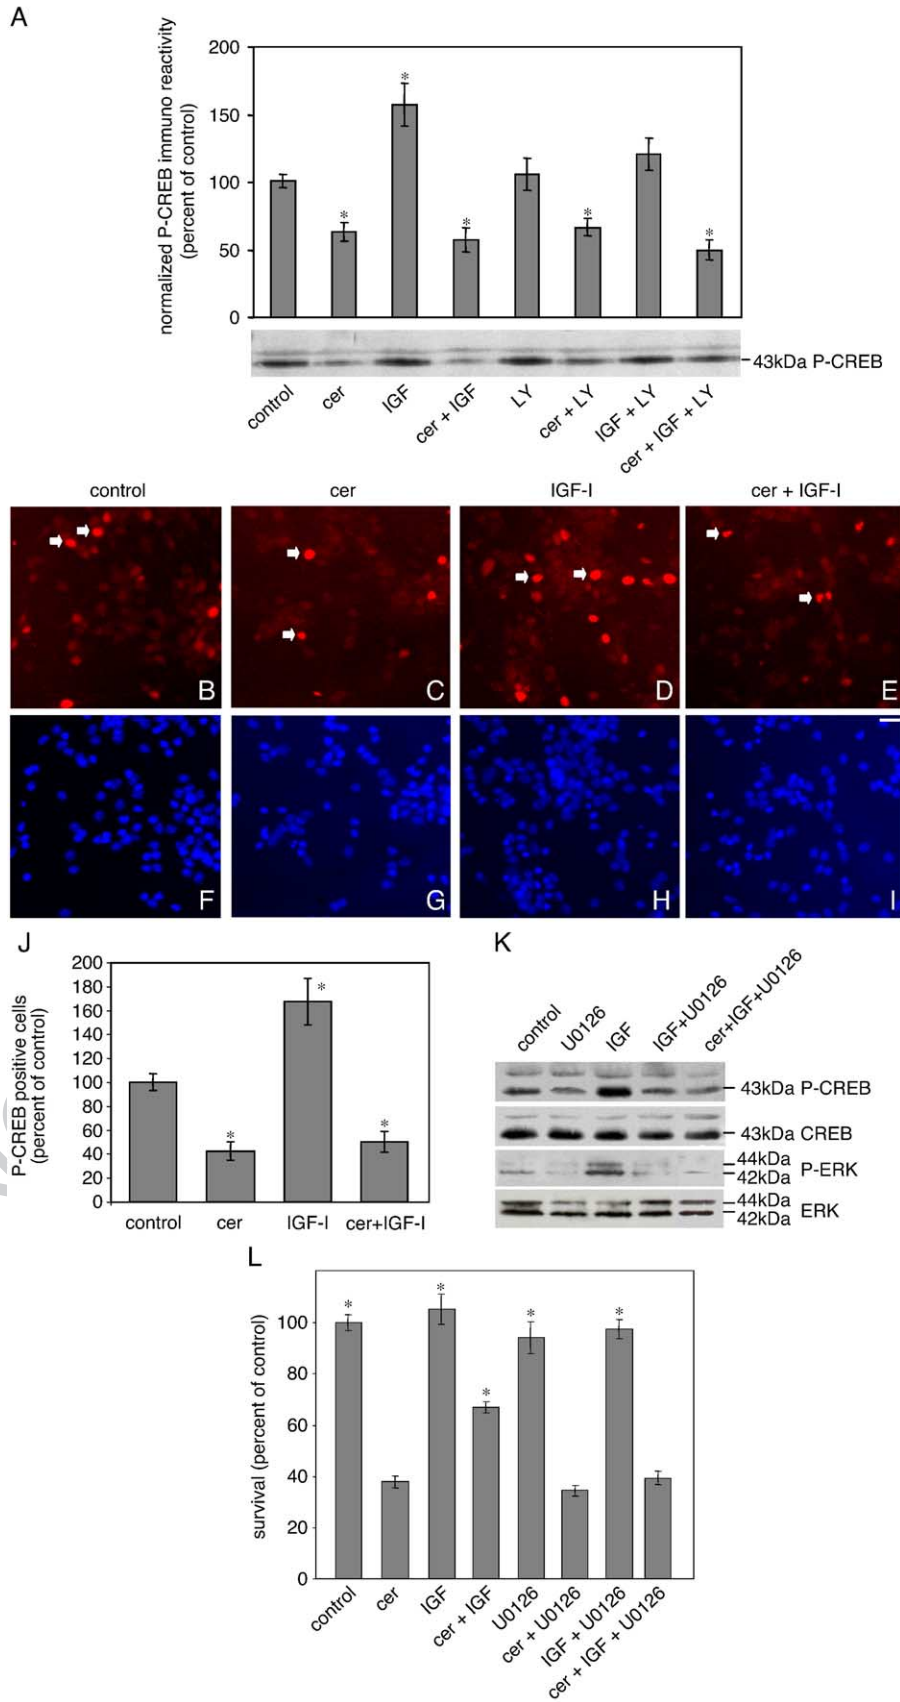 A
normalized P-CREB immuno reactivity
(percent of control)
200
150
100
50
0
*
*
*
*
*
43kDa P-CREB
control
cer
IGF
cer + IGF
LY
cer + LY
IGF + LY
cer + IGF + LY
control
cer
IGF-I
cer + IGF-I
B
C
D
E
F
G
H
I
J
P-CREB positive cells
(percent of control)
200
180
160
140
120
100
80
60
40
20
0
*
*
*
control
cer
IGF-I
cer+IGF-I
K
control
U0126
IGF
IGF+U0126
cer+IGF+U0126
43kDa P-CREB
43kDa CREB
44kDa
42kDa
P-ERK
44kDa
42kDa
ERK
L
survival (percent of control)
100
80
60
40
20
0
*
*
*
*
*
control
cer
IGF
cer + IGF
U0126
cer + U0126
IGF + U0126
cer + IGF + U0126